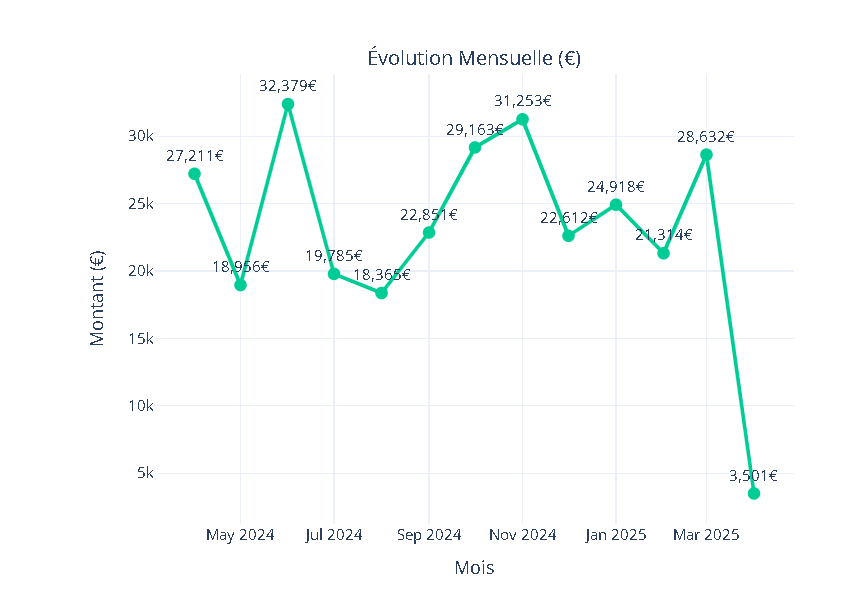 Évolution Mensuelle (€)
32,379€
31,253€
30k
29,163€
28,632€
27,211€
25k
24,918€
22,851€
22,612€
21,314€
20k
18,956€
19,785€
18,365€
Montant (€)
15k
10k
5k
3,501€
May 2024
Jul 2024
Sep 2024
Nov 2024
Jan 2025
Mar 2025
Mois